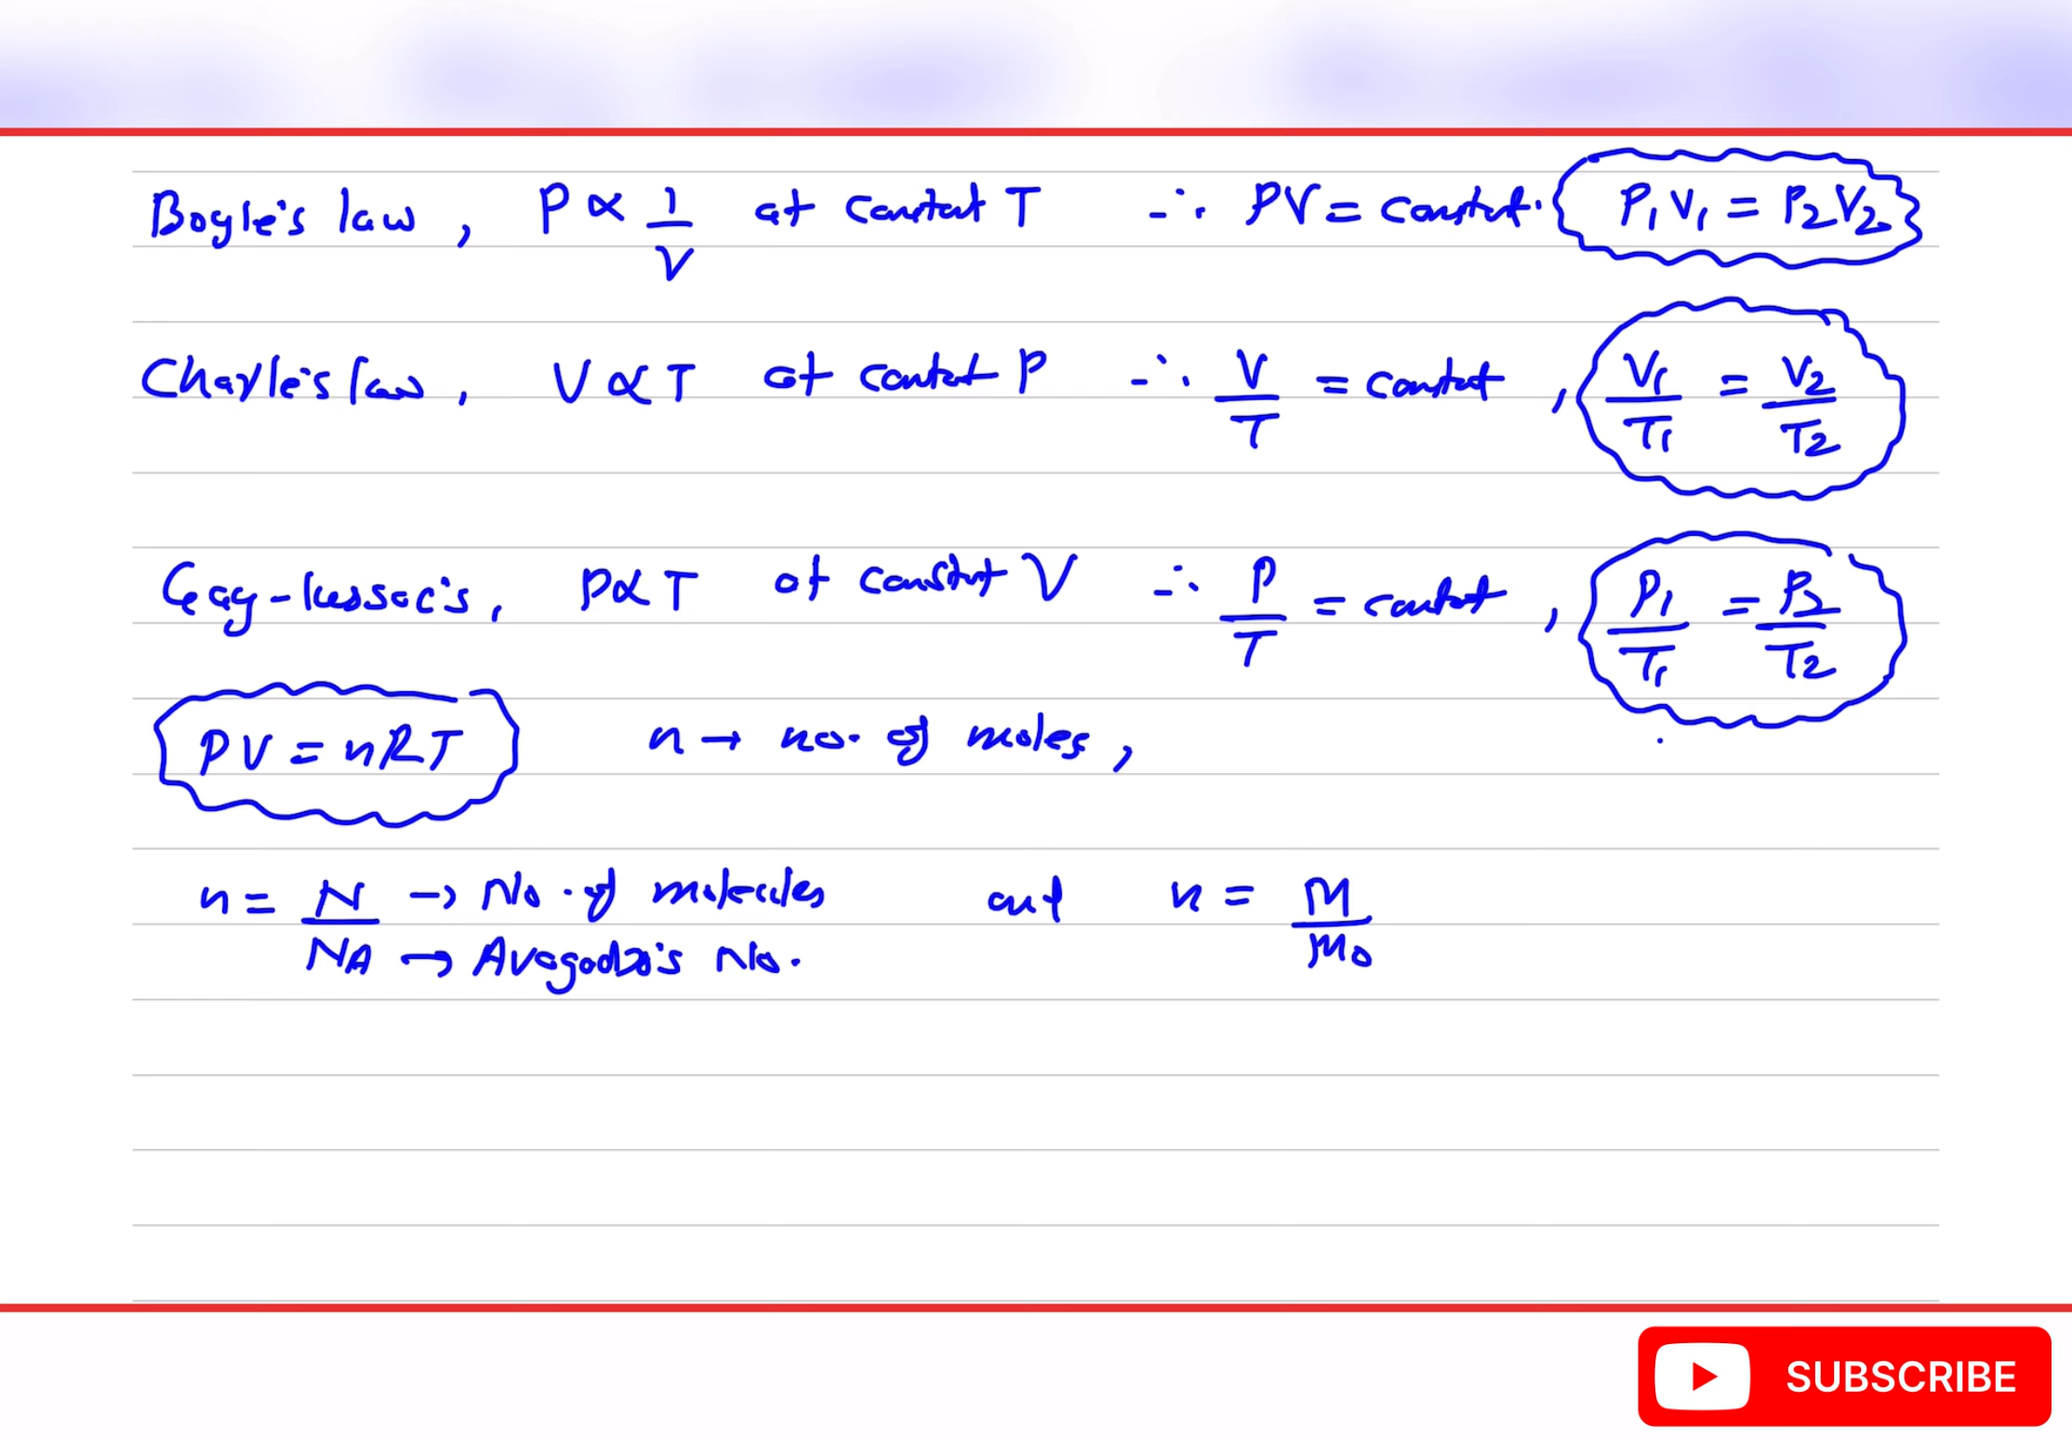 Boyle's law, P ∝ 1/V at constant T ∴ PV = constant. P₁V₁ = P₂V₂
Charle's law, V ∝ T at constant P ∴ V/T = constant, V₁/T₁ = V₂/T₂
Gay-lussac's, P ∝ T at constant V ∴ P/T = constant, P₁/T₁ = P₂/T₂
PV = nRT n → no. of moles,
n = N/NA N → No. of molecules and n = M/M₀
NA → Avagadro's No.
SUBSCRIBE